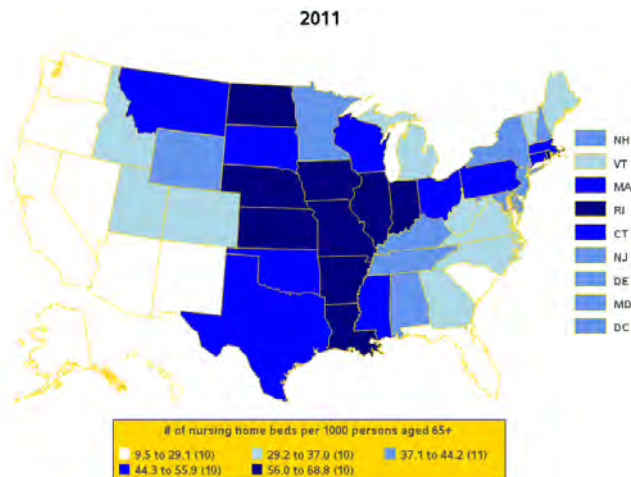 2011
NH
VT
MA
RI
CT
NJ
DE
MD
DC
# of nursing home beds per 1000 persons aged 65+
9.5 to 29.1 (10) 29.2 to 37.0 (10) 37.1 to 44.2 (11)
44.3 to 55.9 (10) 56.0 to 68.8 (10)